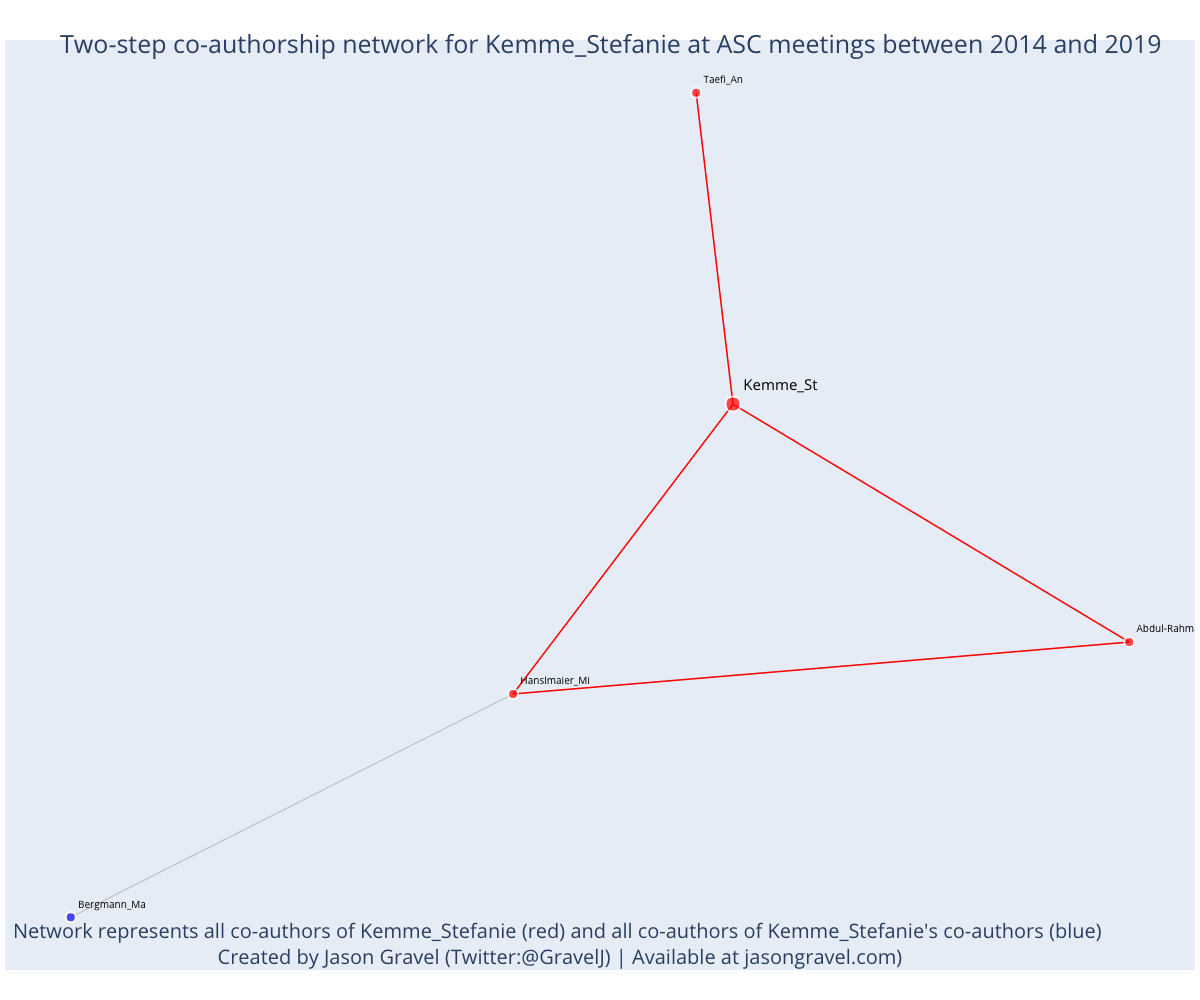 Two-step co-authorship network for Kemme_Stefanie at ASC meetings between 2014 and 2019
Taefi_An
Kemme_St
Abdul-Rahm
Hanslmaier_Mi
Bergmann_Ma
Network represents all co-authors of Kemme_Stefanie (red) and all co-authors of Kemme_Stefanie's co-authors (blue)
Created by Jason Gravel (Twitter:@GravelJ) | Available at jasongravel.com)